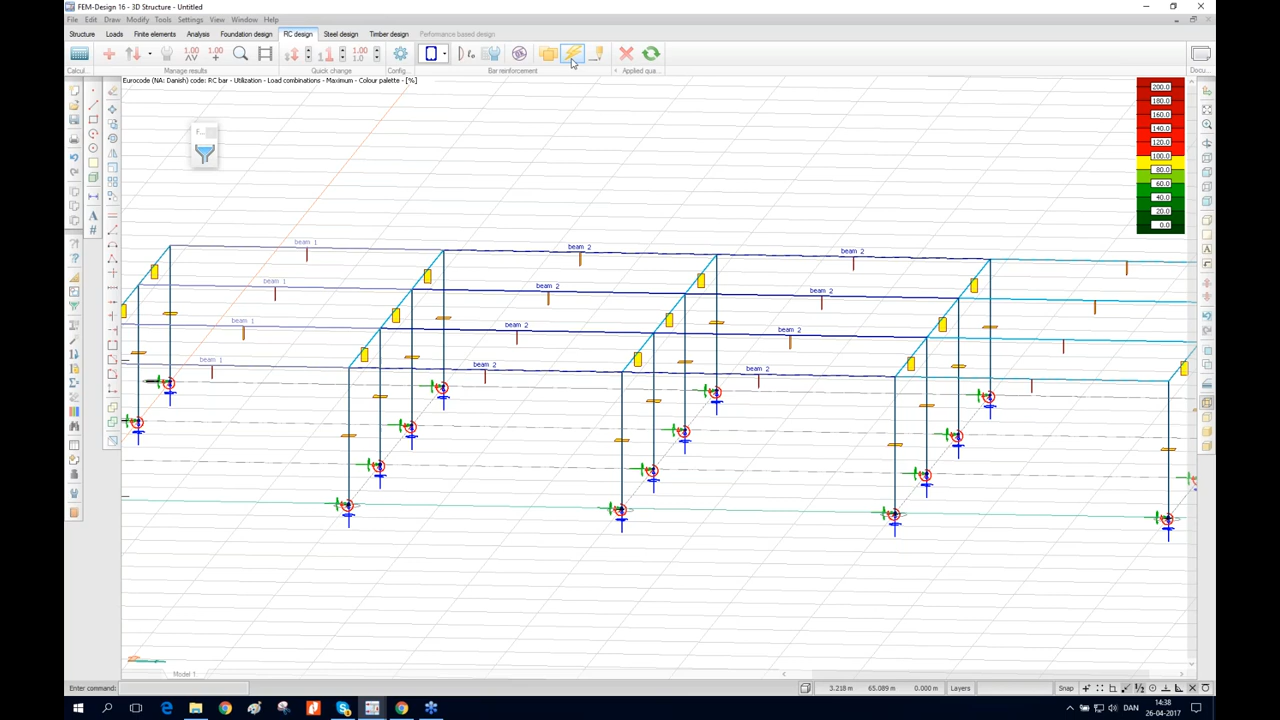 FEM-Design 16 - 3D Structure - Untitled
File Edit Draw Modify Tools Settings View Window Help
Structure Loads Finite elements Analysis Foundation design RC design Steel design Timber design Performance based design
Calcul... Manage results Quick change Config... Bar reinforcement Applied qua... Docu...
Eurocode (NA: Danish) code: RC bar - Utilization - Load combinations - Maximum - Colour palette - [%]
F...
200.0
180.0
160.0
140.0
120.0
100.0
80.0
60.0
40.0
20.0
0.0
beam 1 beam 2 beam 2
beam 1 beam 2 beam 2
beam 1 beam 2 beam 2
beam 1 beam 2 beam 2
Model 1
Enter command: 3.218 m 65.089 m 0.000 m Layers Snap
DAN 14:38
26-04-2017